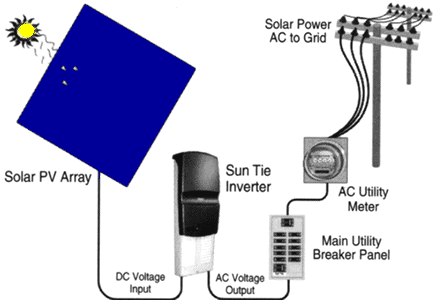 Solar Power
AC to Grid
Solar PV Array
Sun Tie
Inverter
AC Utility
Meter
Main Utility
Breaker Panel
DC Voltage
Input
AC Voltage
Output